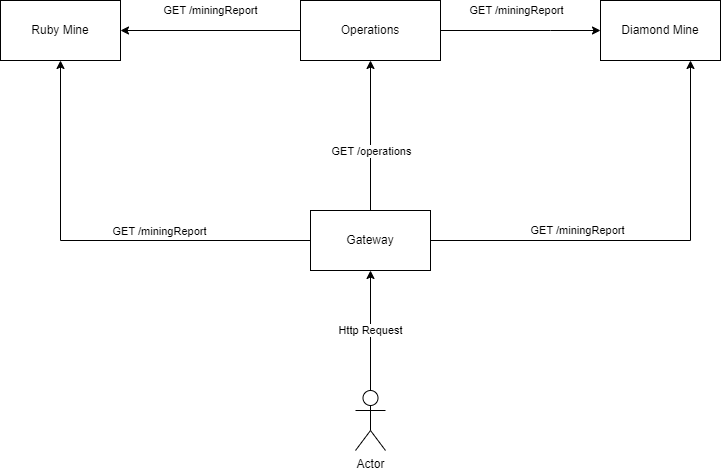 GET /miningReport
GET /miningReport
Ruby Mine
Operations
Diamond Mine
GET /operations
GET /miningReport
GET /miningReport
Gateway
Http Request
Actor